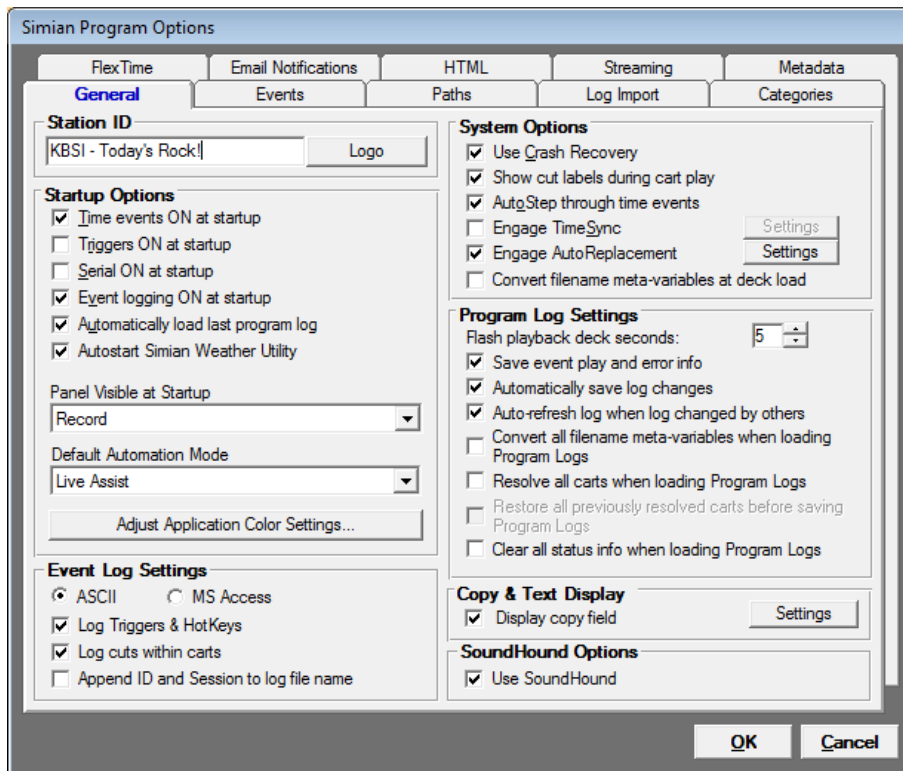 Simian Program Options
FlexTime
Email Notifications
HTML
Streaming
Metadata
General
Events
Paths
Log Import
Categories
Station ID
KBSI - Today's Rock!
Logo
Startup Options
Time events ON at startup
Triggers ON at startup
Serial ON at startup
Event logging ON at startup
Automatically load last program log
Autostart Simian Weather Utility
Panel Visible at Startup
Record
Default Automation Mode
Live Assist
Adjust Application Color Settings...
Event Log Settings
ASCII
MS Access
Log Triggers & HotKeys
Log cuts within carts
Append ID and Session to log file name
System Options
Use Crash Recovery
Show cut labels during cart play
AutoStep through time events
Engage TimeSync
Settings
Engage AutoReplacement
Settings
Convert filename meta-variables at deck load
Program Log Settings
Flash playback deck seconds:
5
Save event play and error info
Automatically save log changes
Auto-refresh log when log changed by others
Convert all filename meta-variables when loading
Program Logs
Resolve all carts when loading Program Logs
Restore all previously resolved carts before saving
Program Logs
Clear all status info when loading Program Logs
Copy & Text Display
Display copy field
Settings
SoundHound Options
Use SoundHound
OK
Cancel